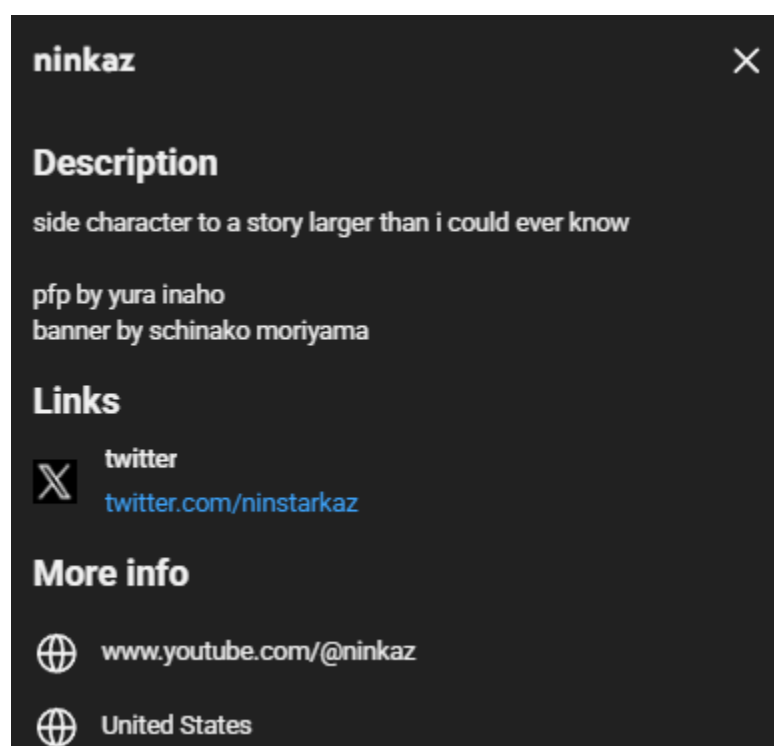 ninkaz
Description
side character to a story larger than i could ever know
pfp by yura inaho
banner by schinako moriyama
Links
twitter
twitter.com/ninstarkaz
More info
www.youtube.com/@ninkaz
United States